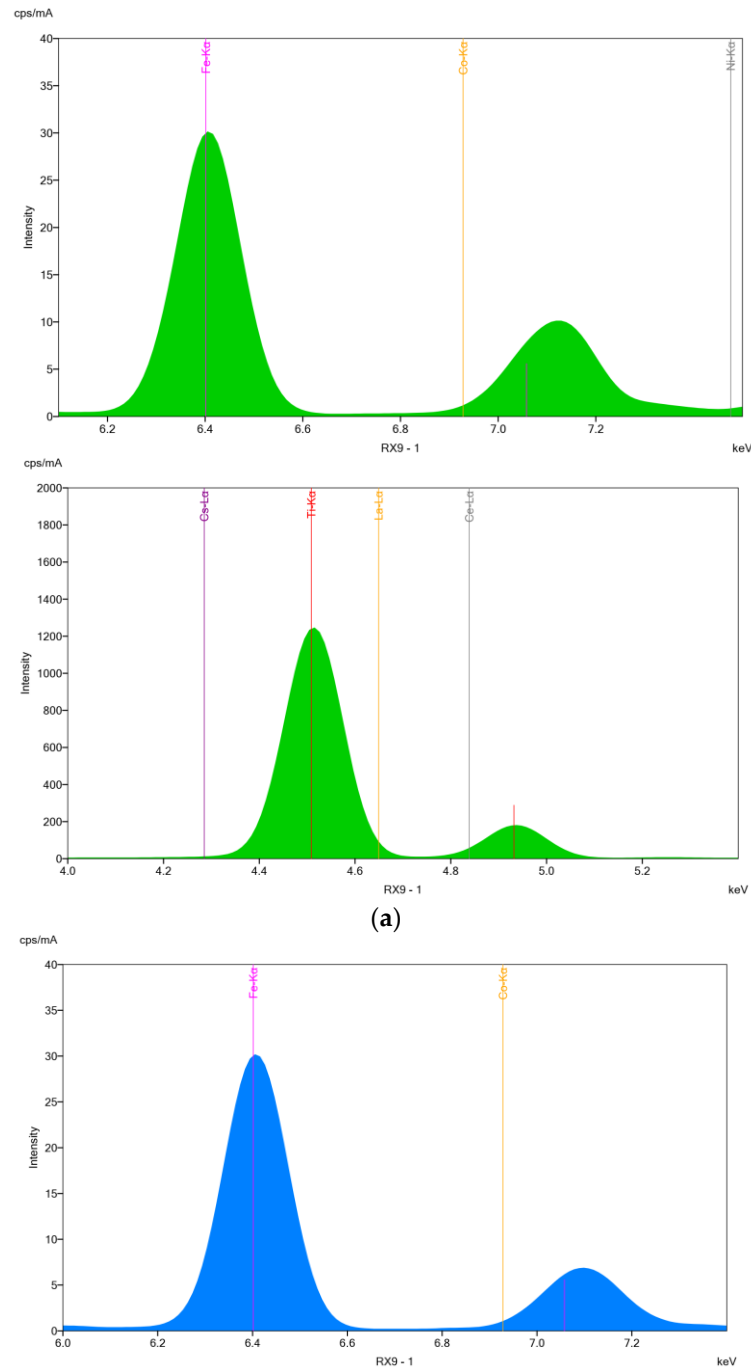 cps/mA
40
35
30
25
20
15
10
5
0
Intensity
Fe-Kα
Co-Kα
Ni-Kα
6.2 6.4 6.6 6.8 7.0 7.2
RX9 - 1 keV
cps/mA
2000
1800
1600
1400
1200
1000
800
600
400
200
0
Intensity
Cs-Lα
Ti-Kα
La-Lα
Ce-Lα
4.0 4.2 4.4 4.6 4.8 5.0 5.2
RX9 - 1 keV
(a)
cps/mA
40
35
30
25
20
15
10
5
0
Intensity
Fe-Kα
Co-Kα
6.0 6.2 6.4 6.6 6.8 7.0 7.2
RX9 - 1 keV